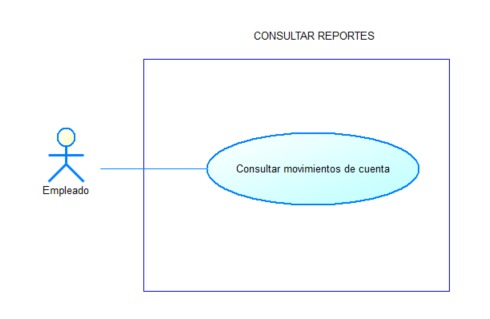 CONSULTAR REPORTES
Consultar movimientos de cuenta
Empleado